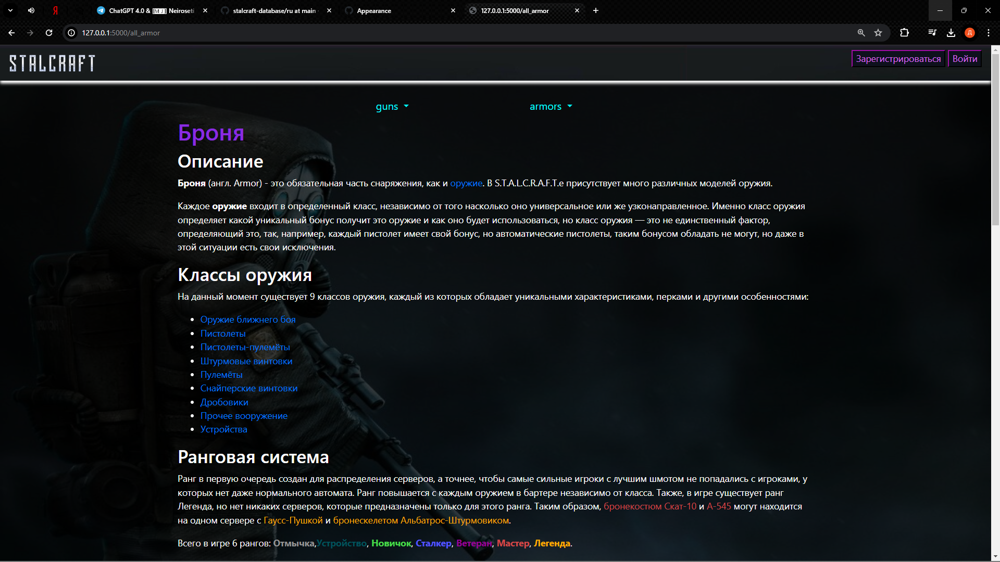 ChatGPT 4.0 & [M J] Neiroseti
stalcraft-database/ru at main
Appearance
127.0.0.1:5000/all_armor
127.0.0.1:5000/all_armor
Д
STALCRAFT
Зарегистрироваться
Войти
guns
armors
Броня
Описание
Броня (англ. Armor) - это обязательная часть снаряжения, как и оружие. В S.T.A.L.C.R.A.F.T.е присутствует много различных моделей оружия.
Каждое оружие входит в определенный класс, независимо от того насколько оно универсальное или же узконаправленное. Именно класс оружия
определяет какой уникальный бонус получит это оружие и как оно будет использоваться, но класс оружия — это не единственный фактор,
определяющий это, так, например, каждый пистолет имеет свой бонус, но автоматические пистолеты, таким бонусом обладать не могут, но даже в
этой ситуации есть свои исключения.
Классы оружия
На данный момент существует 9 классов оружия, каждый из которых обладает уникальными характеристиками, перками и другими особенностями:
Оружие ближнего боя
Пистолеты
Пистолеты-пулемёты
Штурмовые винтовки
Пулемёты
Снайперские винтовки
Дробовики
Прочее вооружение
Устройства
Ранговая система
Ранг в первую очередь создан для распределения серверов, а точнее, чтобы самые сильные игроки с лучшим шмотом не попадались с игроками, у
которых нет даже нормального автомата. Ранг повышается с каждым оружием в бартере независимо от класса. Также, в игре существует ранг
Легенда, но нет никаких серверов, которые предназначены только для этого ранга. Таким образом, бронекостюм Скат-10 и А-545 могут находится
на одном сервере с Гаусс-Пушкой и бронескелетом Альбатрос-Штурмовиком.
Всего в игре 6 рангов: Отмычка,Устройство, Новичок, Сталкер, Ветеран, Мастер, Легенда.